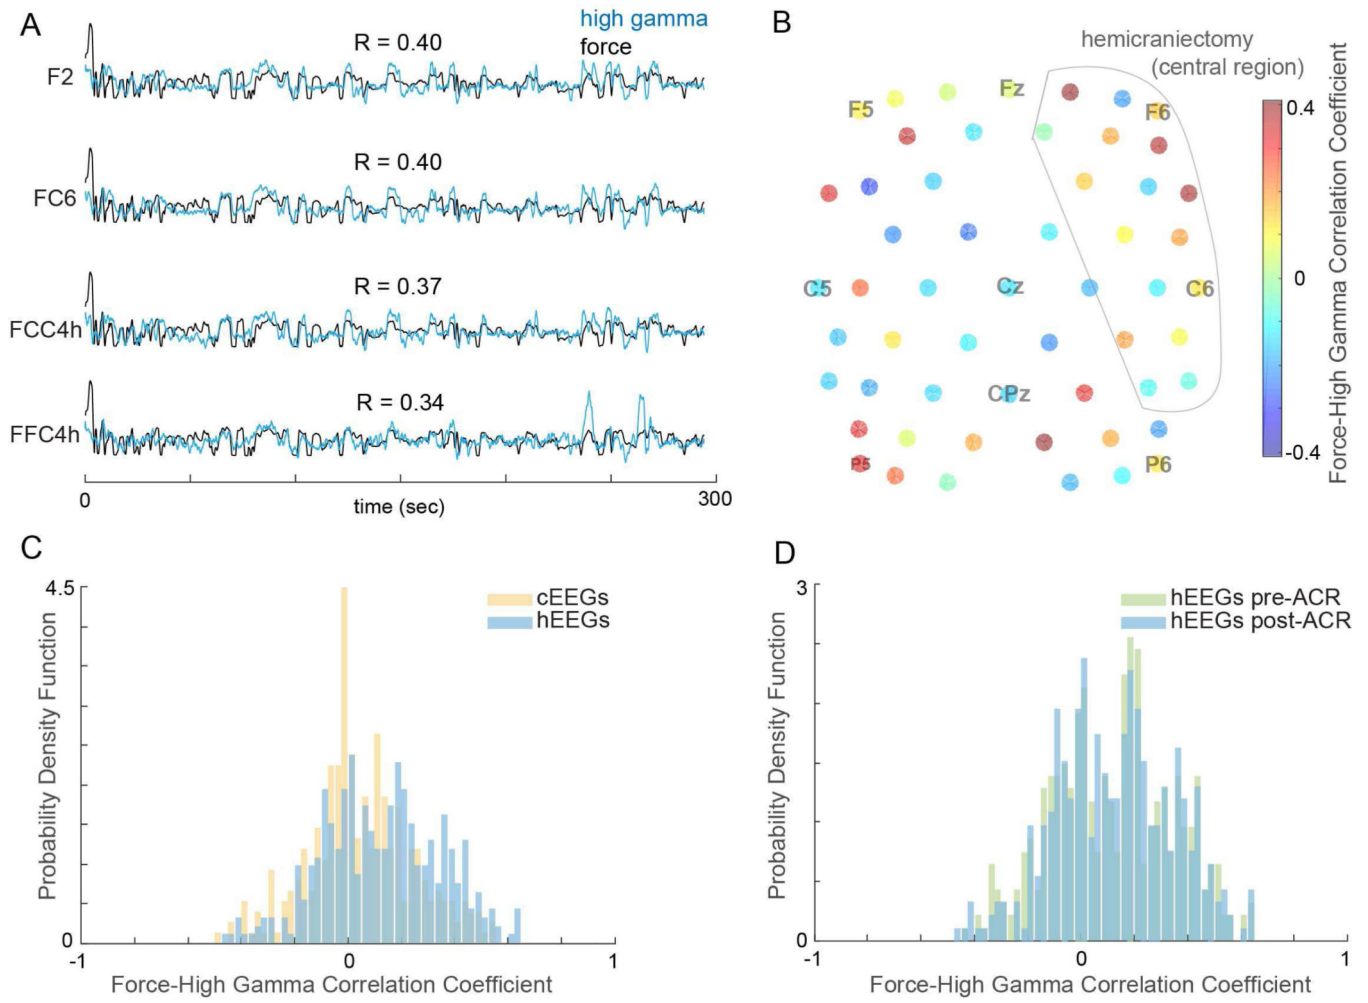 A
high gamma
force
F2
R = 0.40
FC6
R = 0.40
FCC4h
R = 0.37
FFC4h
R = 0.34
0
time (sec)
300
B
hemicraniectomy
(central region)
F5
Fz
F6
C5
Cz
C6
CPz
P5
P6
0.4
0
-0.4
Force-High Gamma Correlation Coefficient
C
4.5
0
Probability Density Function
cEEGs
hEEGs
-1
0
1
Force-High Gamma Correlation Coefficient
D
3
0
Probability Density Function
hEEGs pre-ACR
hEEGs post-ACR
-1
0
1
Force-High Gamma Correlation Coefficient